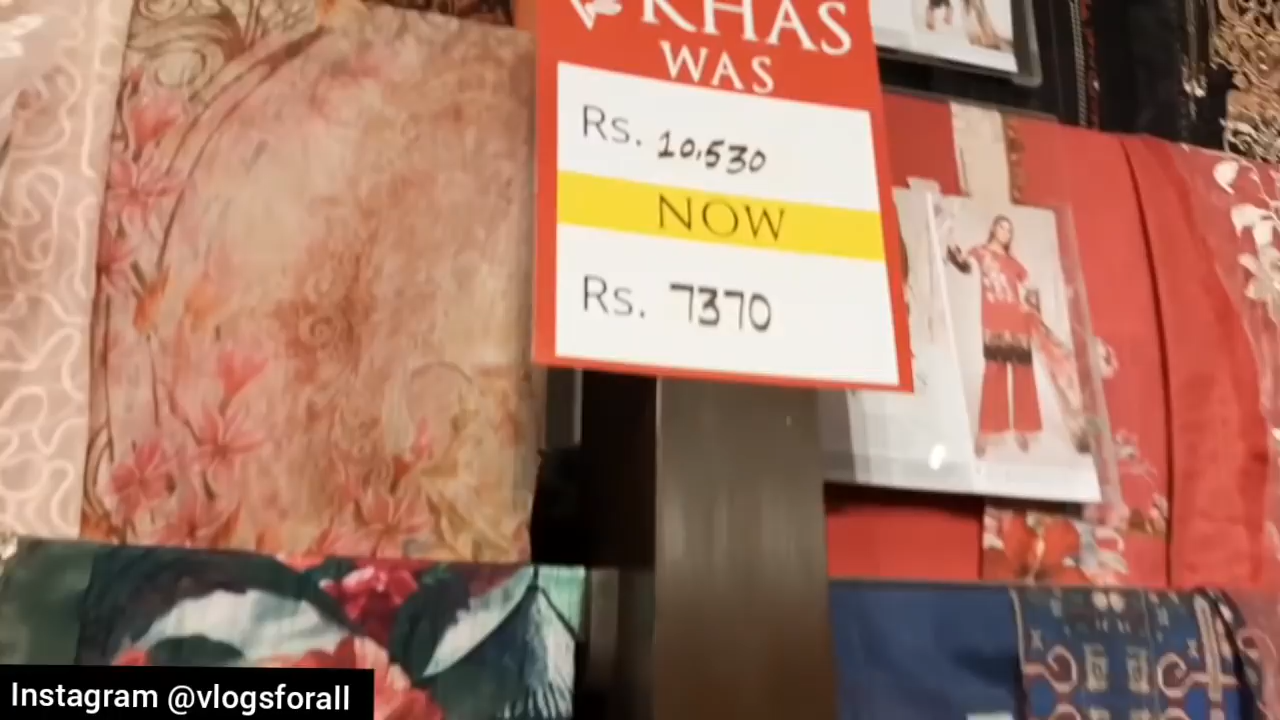 KHAS
WAS
Rs. 10,530
NOW
Rs. 7370
Instagram @vlogsforall